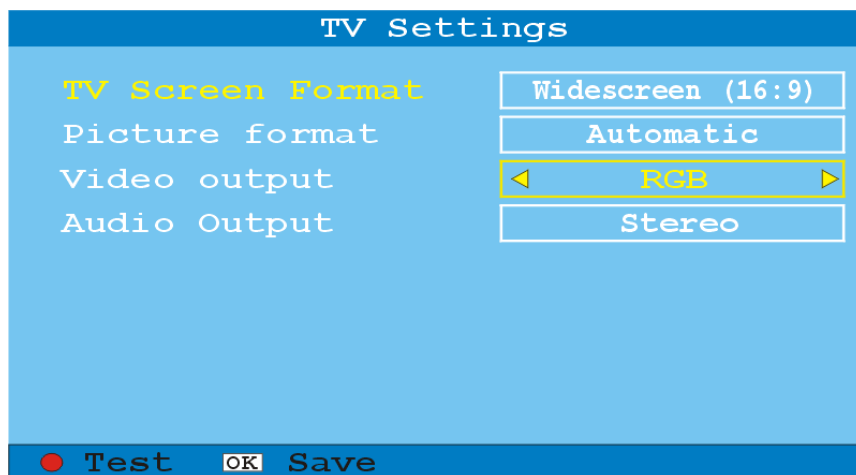 TV Settings
TV Screen Format Widescreen (16:9)
Picture format Automatic
Video output RGB
Audio Output Stereo
Test OK Save